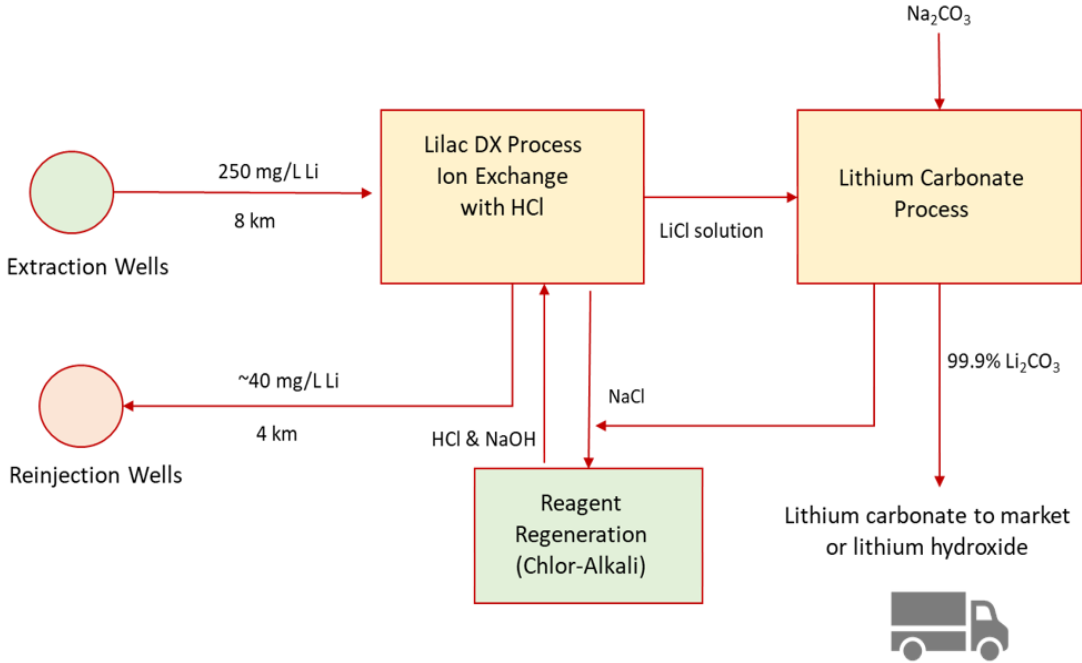 Na₂CO₃
Lilac DX Process
Ion Exchange
with HCl
Lithium Carbonate
Process
250 mg/L Li
8 km
LiCl solution
Extraction Wells
~40 mg/L Li
4 km
NaCl
HCl & NaOH
99.9% Li₂CO₃
Reinjection Wells
Reagent
Regeneration
(Chlor-Alkali)
Lithium carbonate to market
or lithium hydroxide